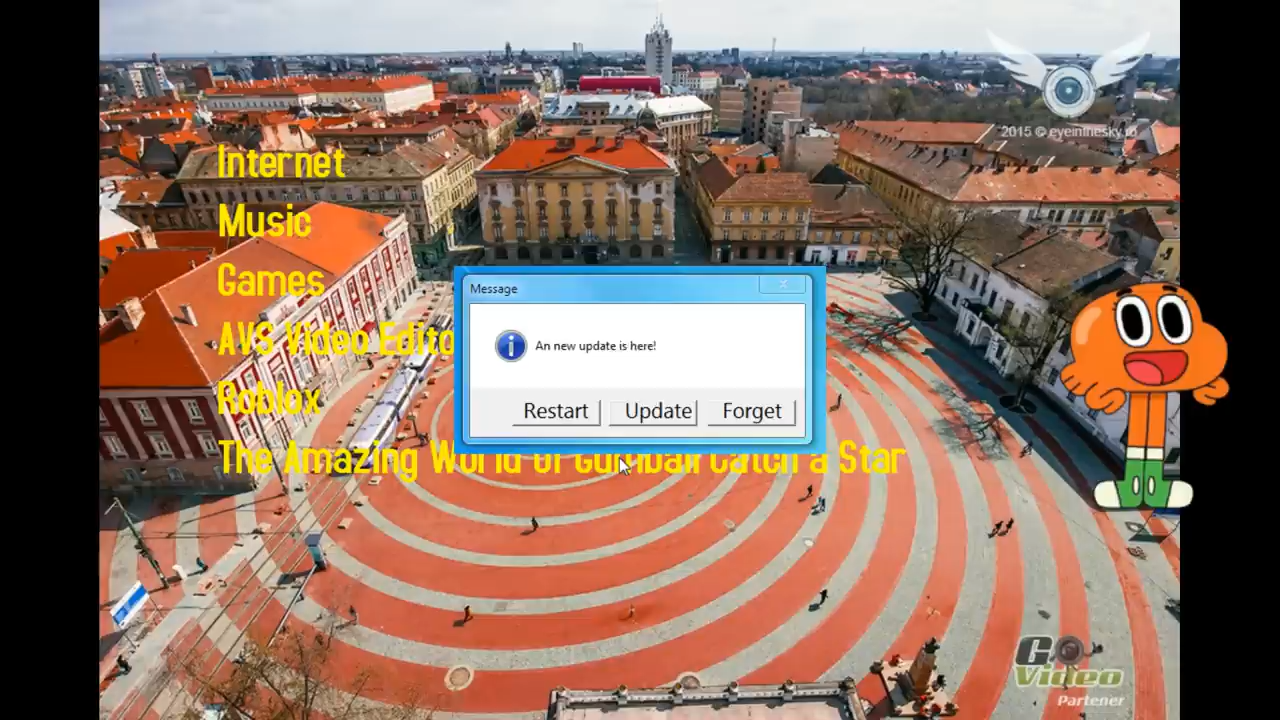 2015 © eyeinthesky.ro
Internet
Music
Games
Message
AVS Video Edito
An new update is here!
Roblox
Restart
Update
Forget
The Amazing World of Gumball Catch a Star
GO
Video
Partener